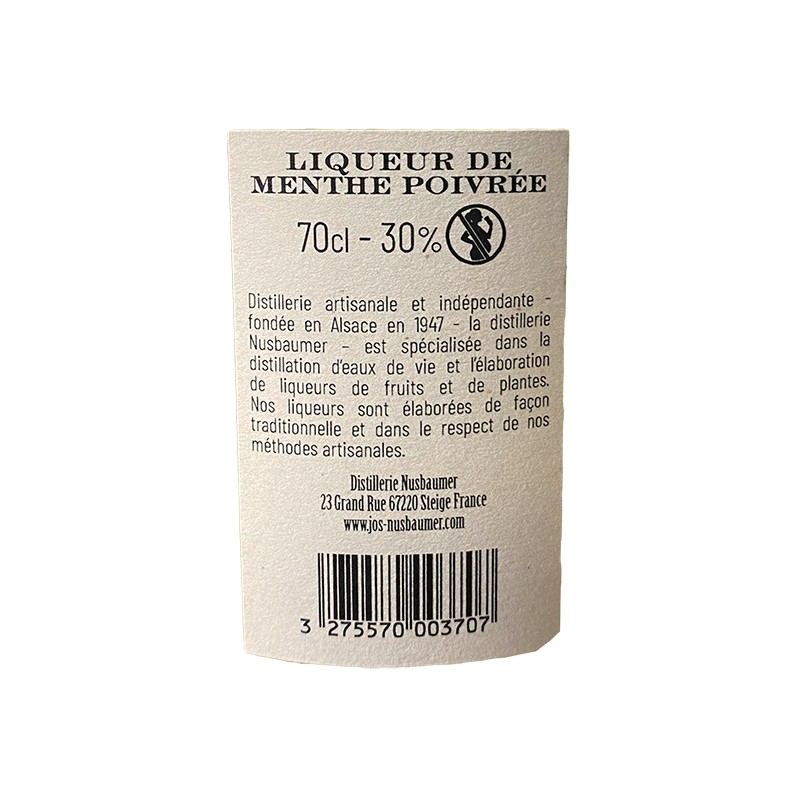 LIQUEUR DE
MENTHE POIVRÉE
70cl - 30%
Distillerie artisanale et indépendante -
fondée en Alsace en 1947 - la distillerie
Nusbaumer - est spécialisée dans la
distillation d'eaux de vie et l'élaboration
de liqueurs de fruits et de plantes.
Nos liqueurs sont élaborées de façon
traditionnelle et dans le respect de nos
méthodes artisanales.
Distillerie Nusbaumer
23 Grand Rue 67220 Steige France
www.jos-nusbaumer.com
3 275570 003707